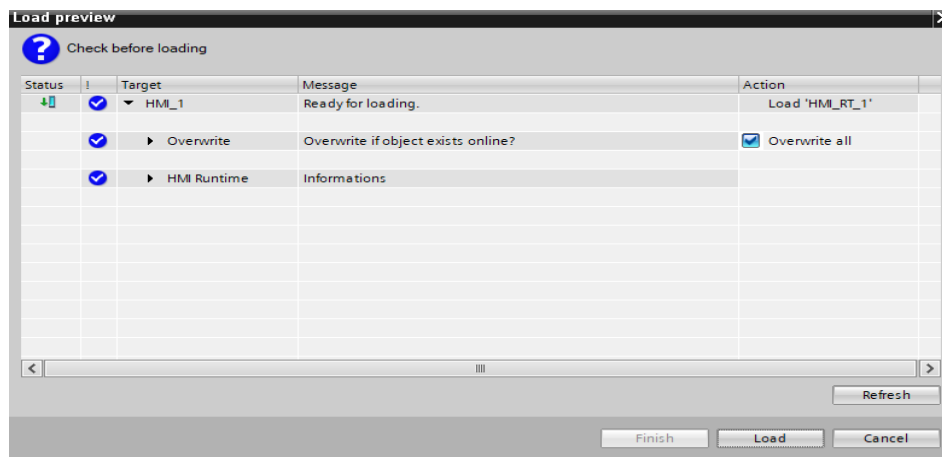 Load preview
Check before loading
Status ! Target Message Action
HMI_1 Ready for loading. Load 'HMI_RT_1'
Overwrite Overwrite if object exists online? Overwrite all
HMI Runtime Informations
Refresh
Finish Load Cancel